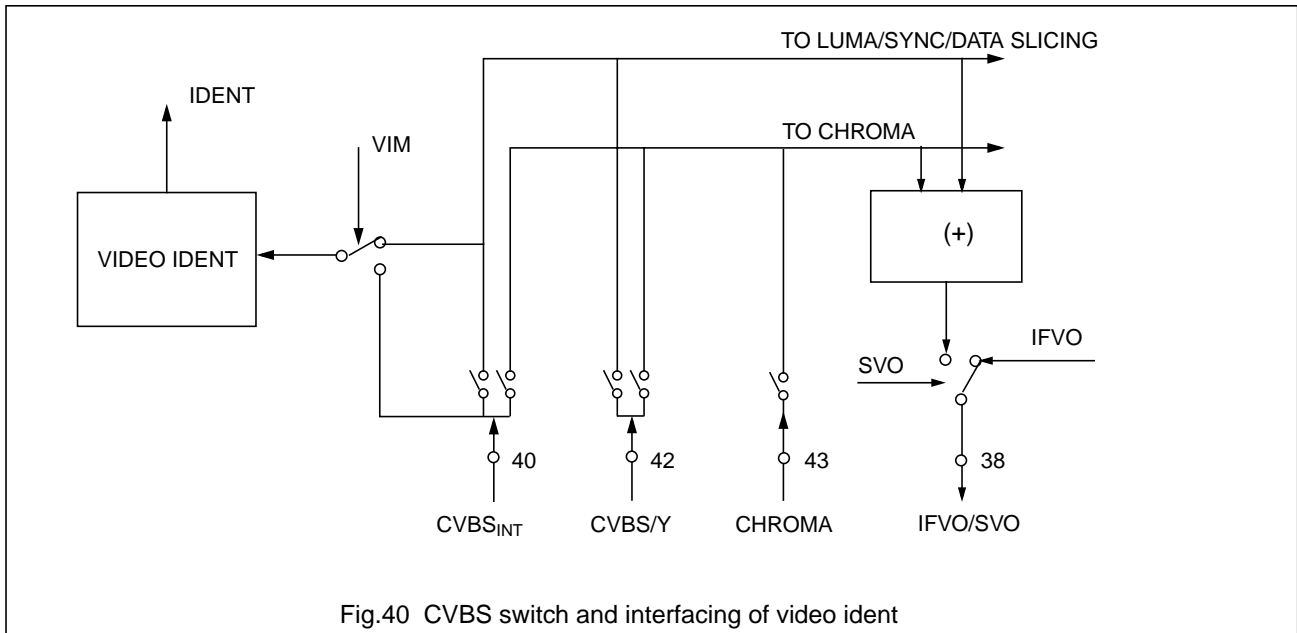 TO LUMA/SYNC/DATA SLICING
IDENT
TO CHROMA
VIM
(+)
VIDEO IDENT
IFVO
SVO
40
42
43
38
CVBSINT
CVBS/Y
CHROMA
IFVO/SVO
Fig.40 CVBS switch and interfacing of video ident